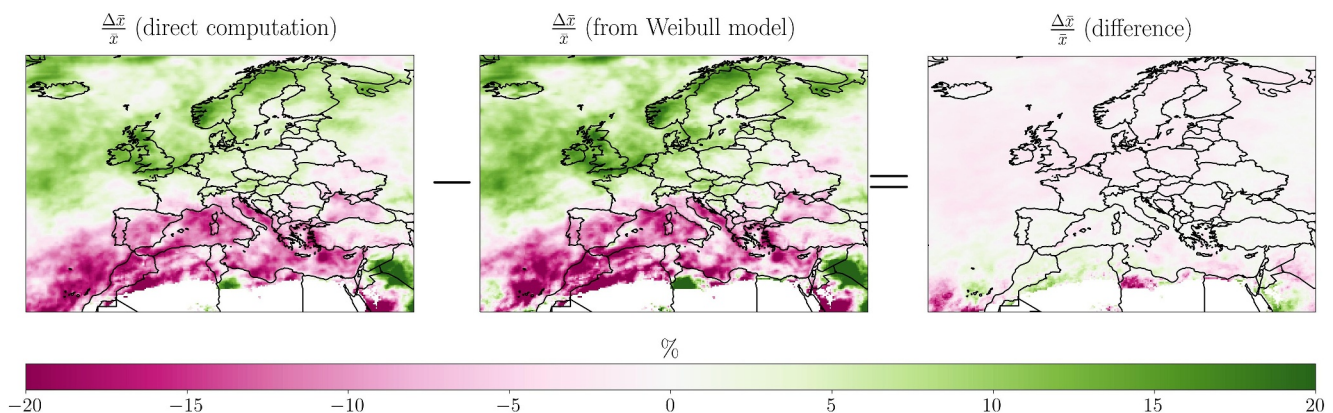 Δx̄/x̄ (direct computation)
Δx̄/x̄ (from Weibull model)
Δx̄/x̄ (difference)
— =
%
−20 −15 −10 −5 0 5 10 15 20